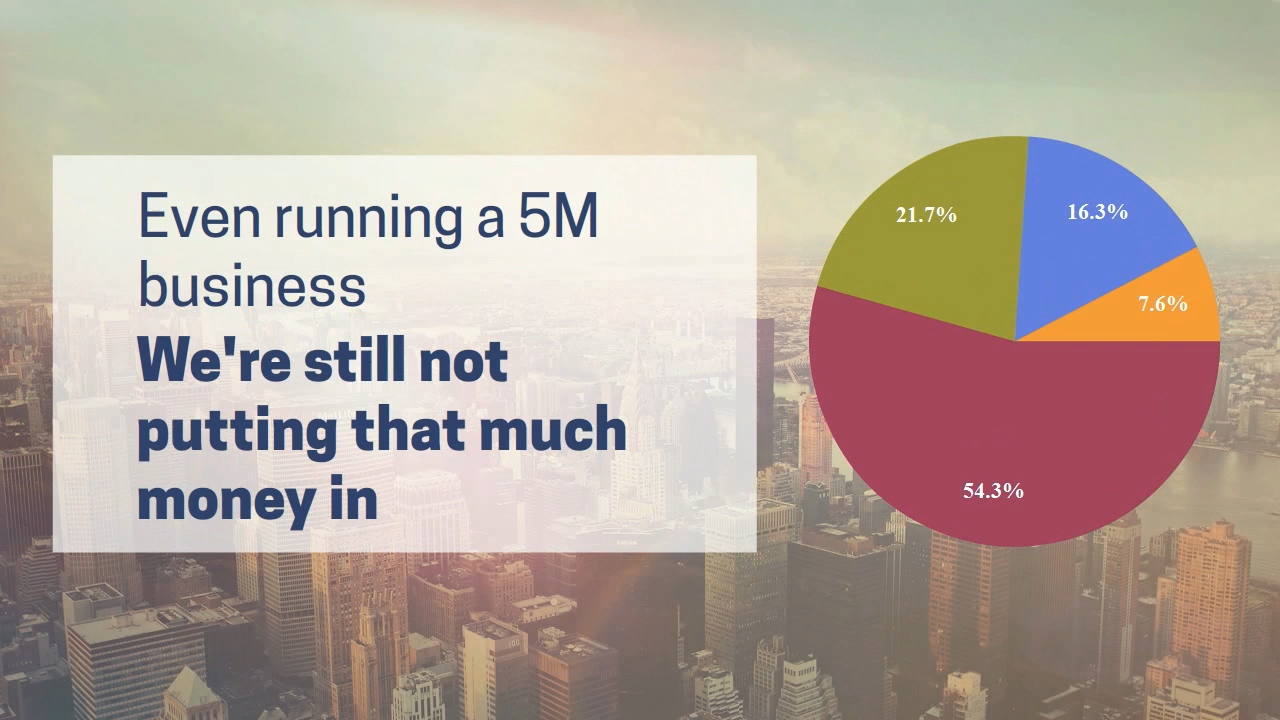 Even running a 5M
business
We're still not
putting that much
money in
21.7%
16.3%
7.6%
54.3%